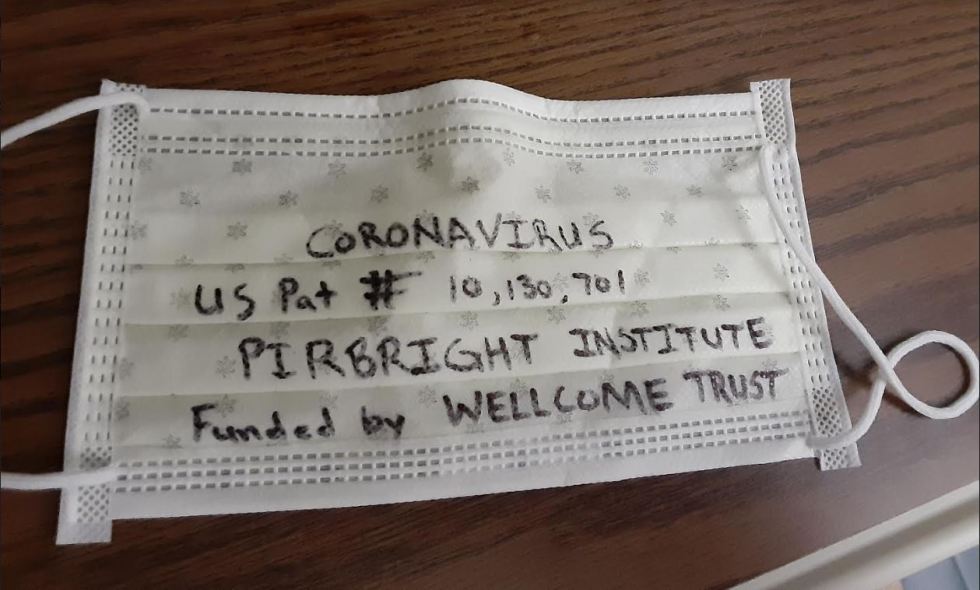 CORONAVIRUS
US Pat # 10,130,701
PIRBRIGHT INSTITUTE
Funded by WELLCOME TRUST